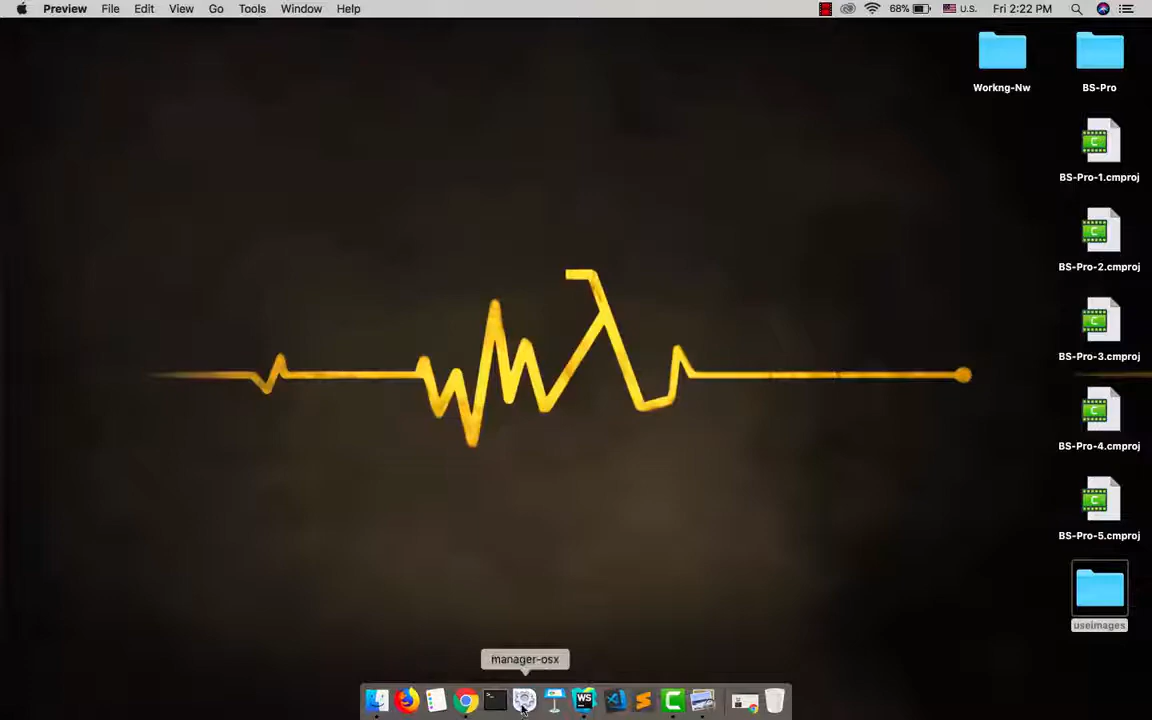 Preview File Edit View Go Tools Window Help 68% U.S. Fri 2:22 PM
Workng-Nw
BS-Pro
BS-Pro-1.cmproj
BS-Pro-2.cmproj
BS-Pro-3.cmproj
BS-Pro-4.cmproj
BS-Pro-5.cmproj
useimages
manager-osx
WS